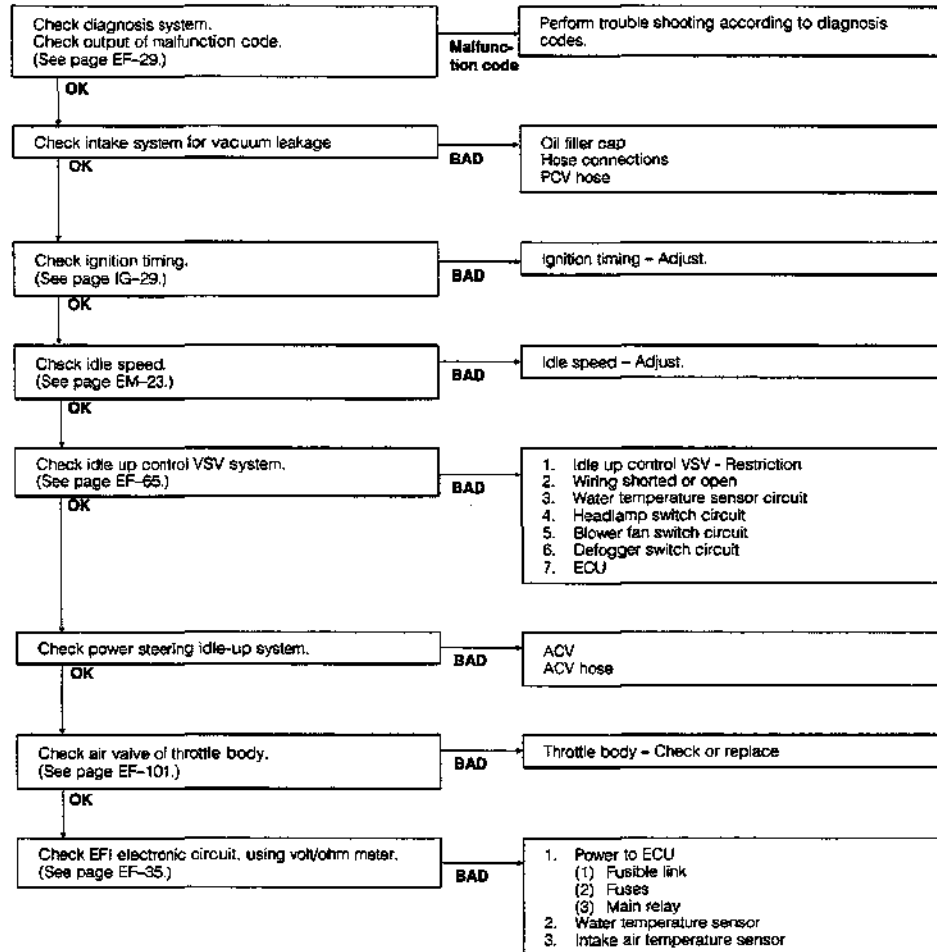 Check diagnosis system.
Check output of malfunction code.
(See page EF–29.)
Malfunc-
tion code
Perform trouble shooting according to diagnosis
codes.
OK
Check intake system for vacuum leakage
BAD
Oil filler cap
Hose connections
PCV hose
OK
Check ignition timing.
(See page IG–29.)
BAD
Ignition timing – Adjust.
OK
Check idle speed.
(See page EM–23.)
BAD
Idle speed – Adjust.
OK
Check idle up control VSV system.
(See page EF–65.)
BAD
1. Idle up control VSV - Restriction
2. Wiring shorted or open
3. Water temperature sensor circuit
4. Headlamp switch circuit
5. Blower fan switch circuit
6. Defogger switch circuit
7. ECU
OK
Check power steering idle-up system.
BAD
ACV
ACV hose
OK
Check air valve of throttle body.
(See page EF–101.)
BAD
Throttle body – Check or replace
OK
Check EFI electronic circuit, using volt/ohm meter.
(See page EF–35.)
BAD
1. Power to ECU
(1) Fusible link
(2) Fuses
(3) Main relay
2. Water temperature sensor
3. Intake air temperature sensor